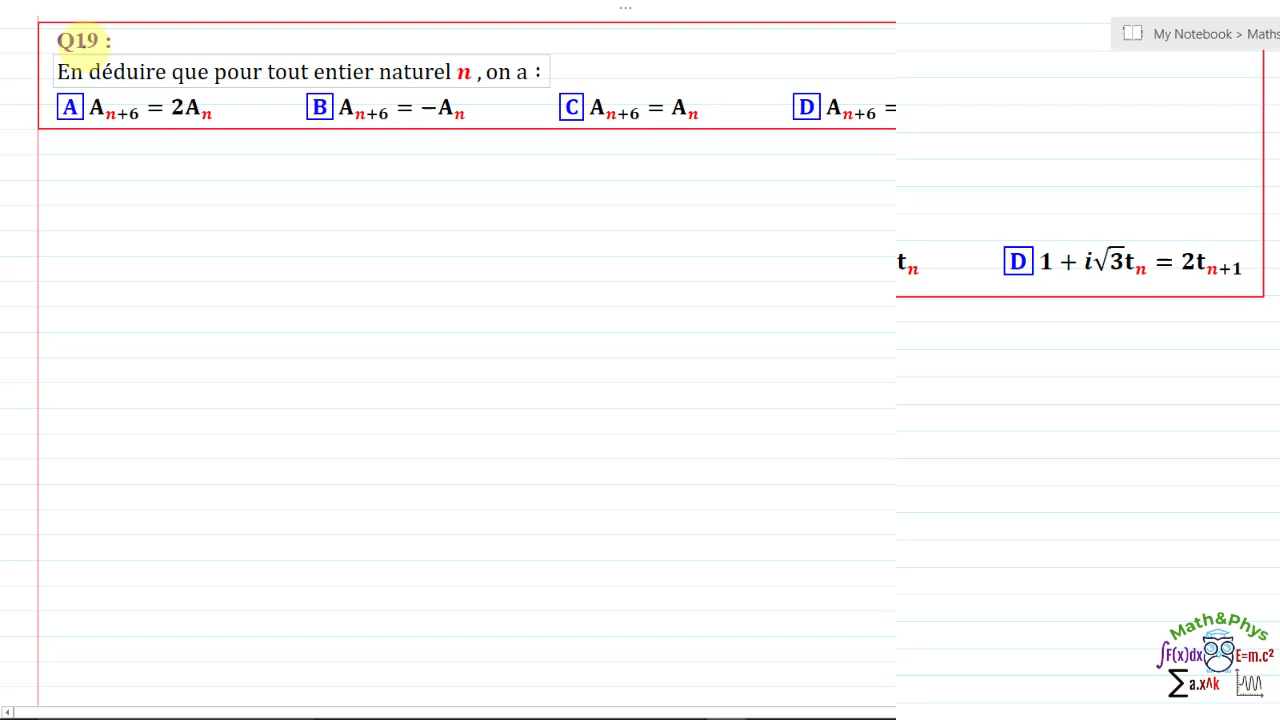 ...
My Notebook > Maths
Q19 :
En déduire que pour tout entier naturel n , on a :
A A_{n+6} = 2A_n B A_{n+6} = −A_n C A_{n+6} = A_n D A_{n+6} =
t_n D 1 + i√3t_n = 2t_{n+1}
Math&Phys
∫F(x)dx E=m.c²
∑ a.x^k